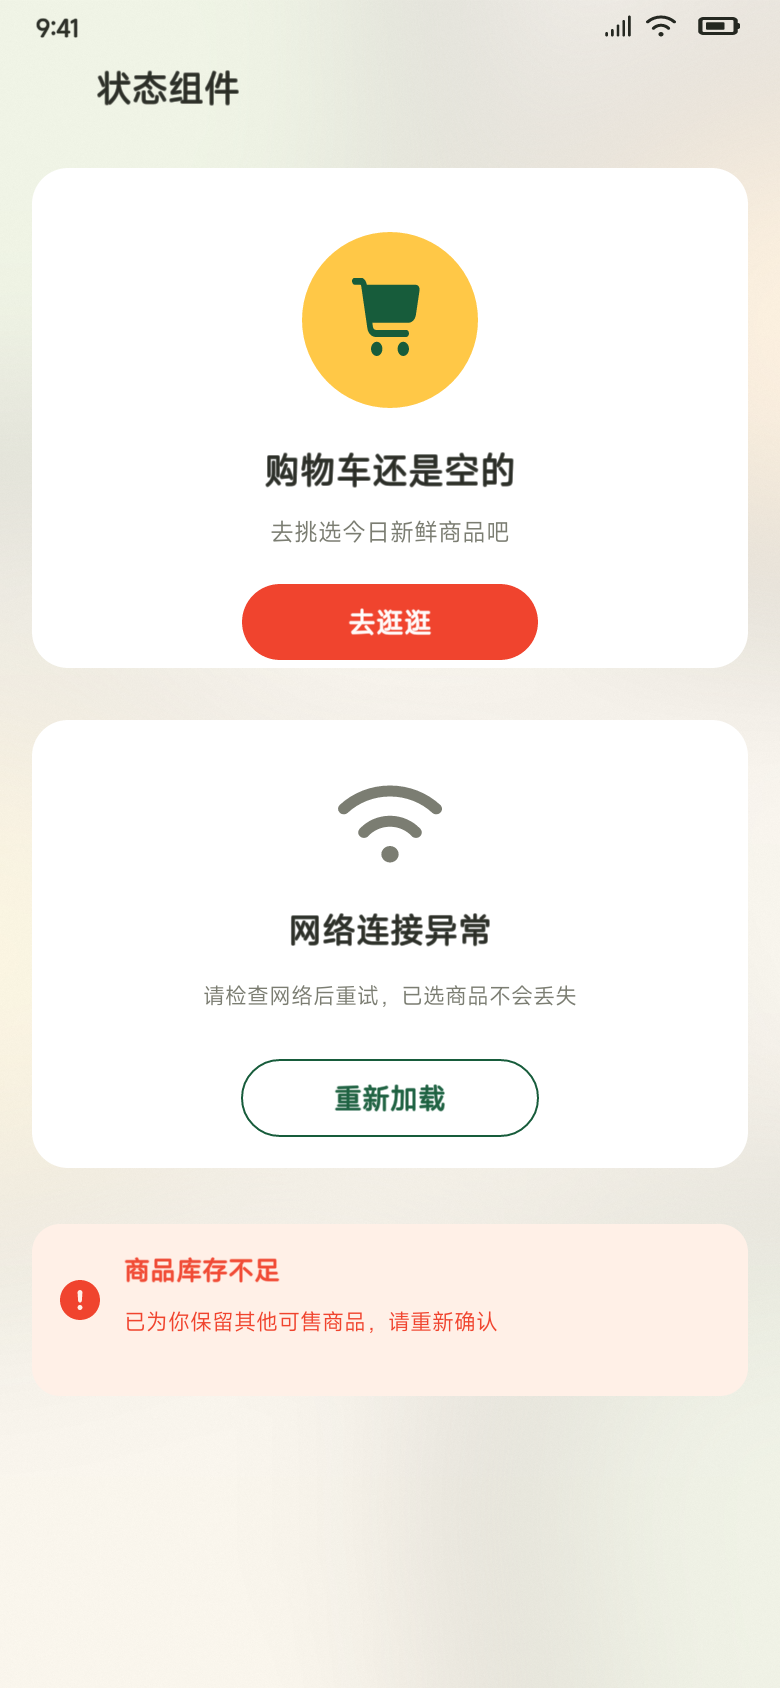 9:41
状态组件
购物车还是空的
去挑选今日新鲜商品吧
去逛逛
网络连接异常
请检查网络后重试，已选商品不会丢失
重新加载
商品库存不足
已为你保留其他可售商品，请重新确认